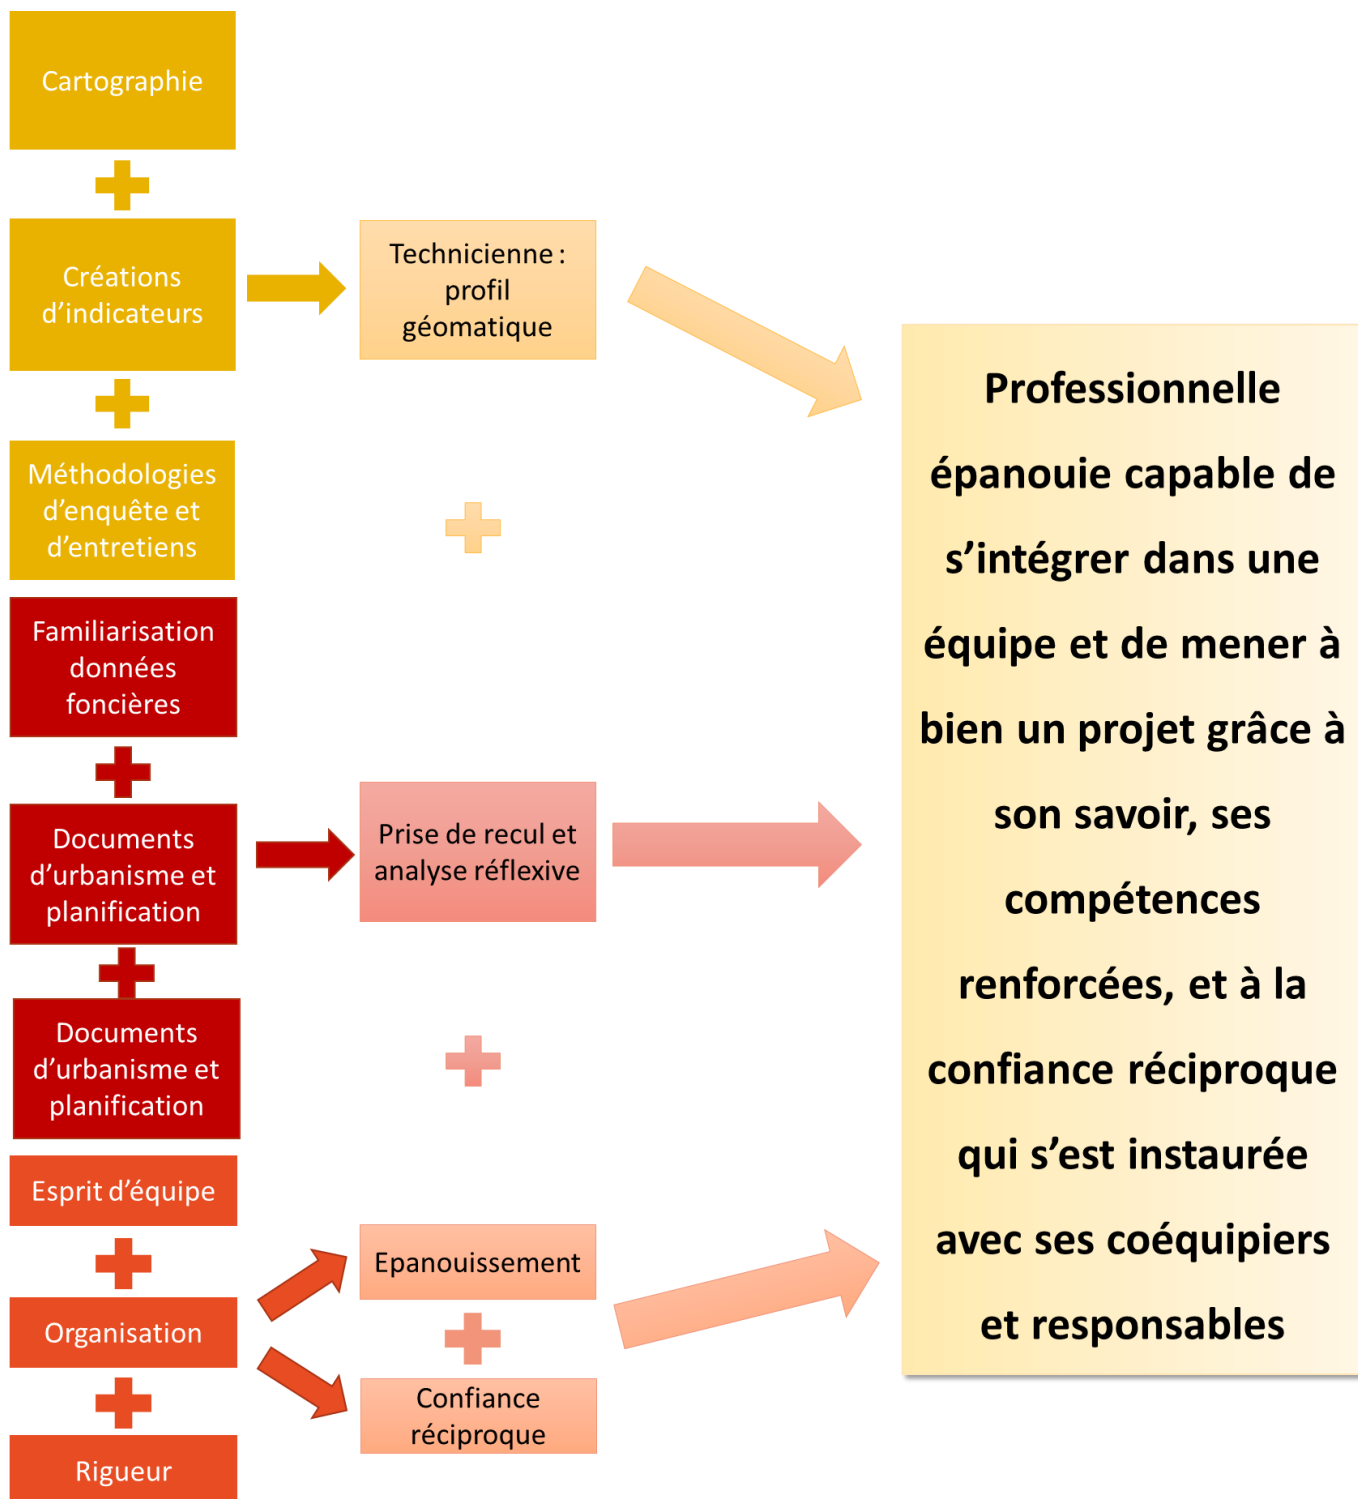 Cartographie
Créations
d’indicateurs
Méthodologies
d’enquête et
d’entretiens
Familiarisation
données
foncières
Documents
d’urbanisme et
planification
Documents
d’urbanisme et
planification
Esprit d’équipe
Organisation
Rigueur
Technicienne :
profil
géomatique
Prise de recul et
analyse réflexive
Epanouissement
Confiance
réciproque
Professionnelle
épanouie capable de
s’intégrer dans une
équipe et de mener à
bien un projet grâce à
son savoir, ses
compétences
renforcées, et à la
confiance réciproque
qui s’est instaurée
avec ses coéquipiers
et responsables